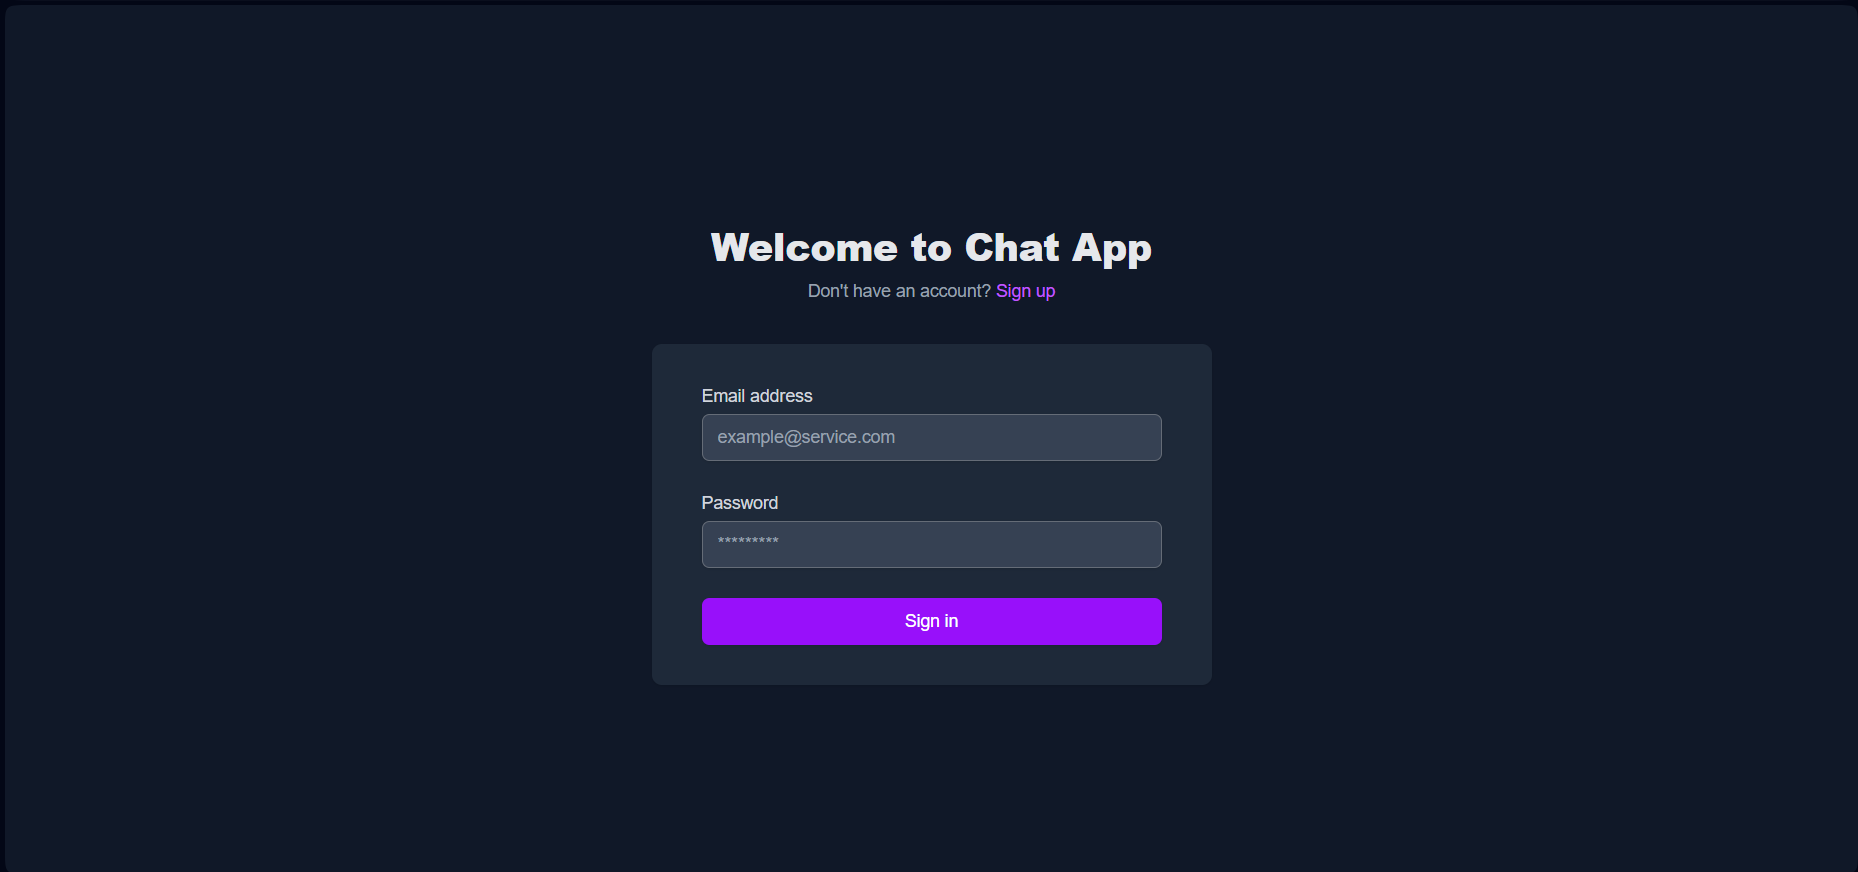 Welcome to Chat App
Don't have an account? Sign up
Email address
example@service.com
Password
*********
Sign in